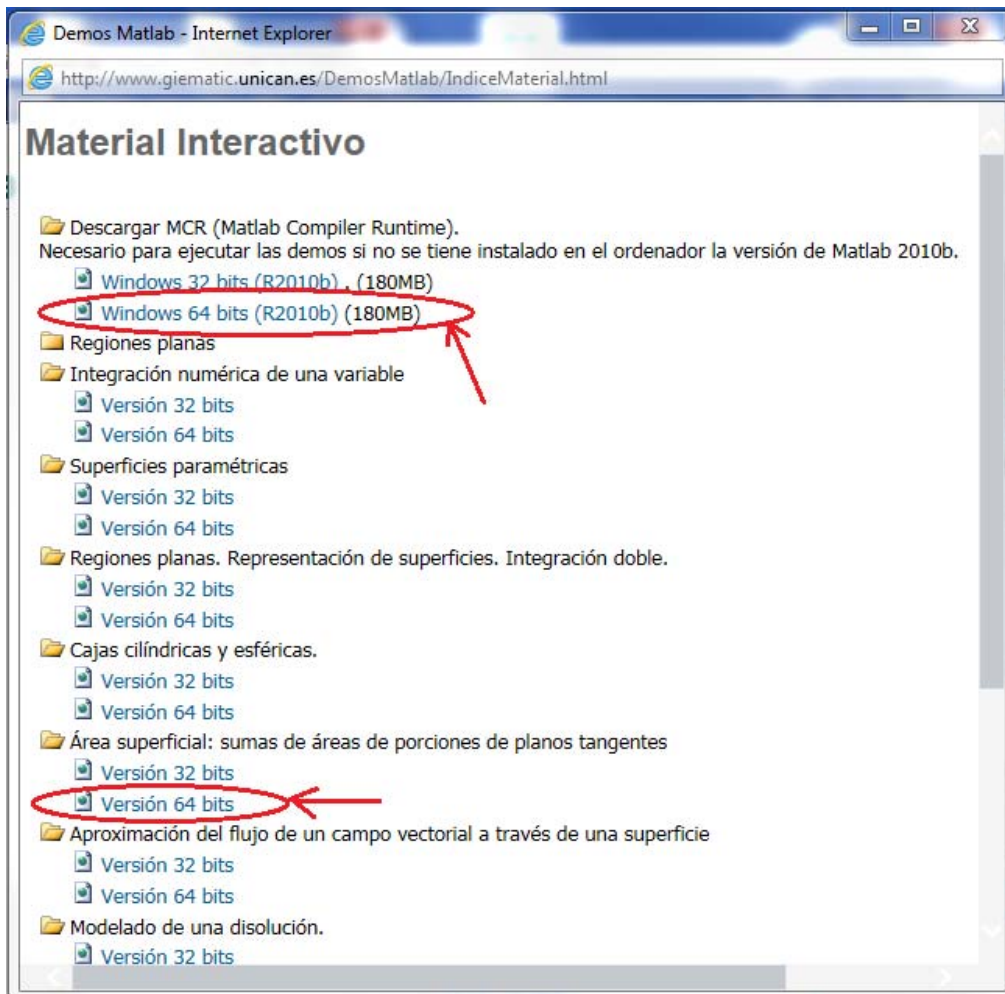 Demos Matlab - Internet Explorer
http://www.giematic.unican.es/DemosMatlab/IndiceMaterial.html
Material Interactivo
Descargar MCR (Matlab Compiler Runtime).
Necesario para ejecutar las demos si no se tiene instalado en el ordenador la versión de Matlab 2010b.
Windows 32 bits (R2010b) , (180MB)
Windows 64 bits (R2010b) (180MB)
Regiones planas
Integración numérica de una variable
Versión 32 bits
Versión 64 bits
Superficies paramétricas
Versión 32 bits
Versión 64 bits
Regiones planas. Representación de superficies. Integración doble.
Versión 32 bits
Versión 64 bits
Cajas cilíndricas y esféricas.
Versión 32 bits
Versión 64 bits
Área superficial: sumas de áreas de porciones de planos tangentes
Versión 32 bits
Versión 64 bits
Aproximación del flujo de un campo vectorial a través de una superficie
Versión 32 bits
Versión 64 bits
Modelado de una disolución.
Versión 32 bits